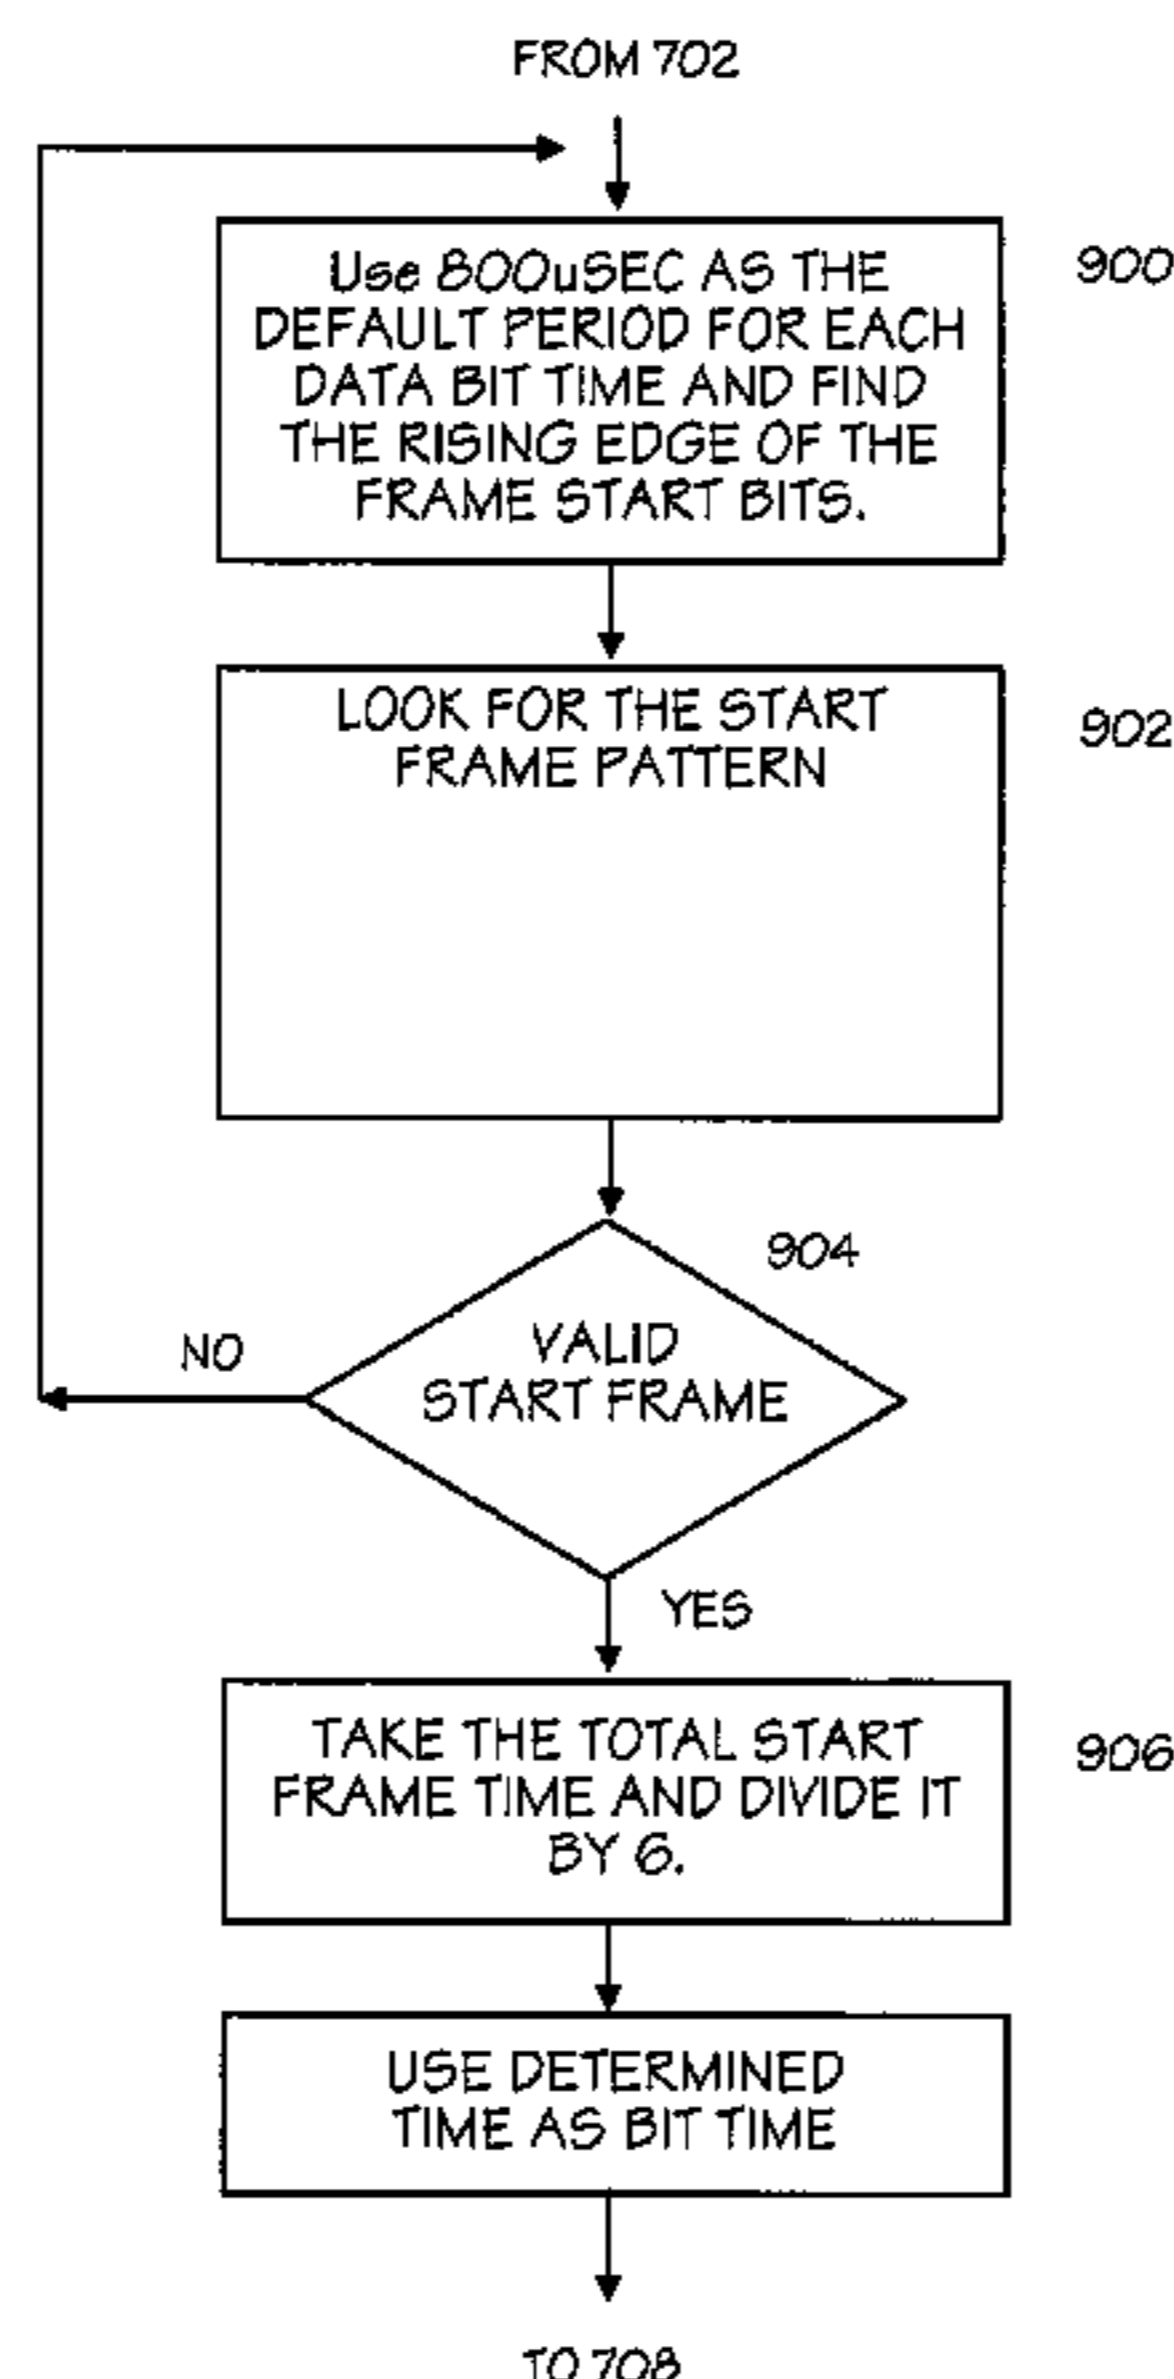 FROM 702
Use 800uSEC AS THE
DEFAULT PERIOD FOR EACH
DATA BIT TIME AND FIND
THE RISING EDGE OF THE
FRAME START BITS.
900
LOOK FOR THE START
FRAME PATTERN
902
904
VALID
START FRAME
NO
YES
TAKE THE TOTAL START
FRAME TIME AND DIVIDE IT
BY 6.
906
USE DETERMINED
TIME AS BIT TIME
TO 708